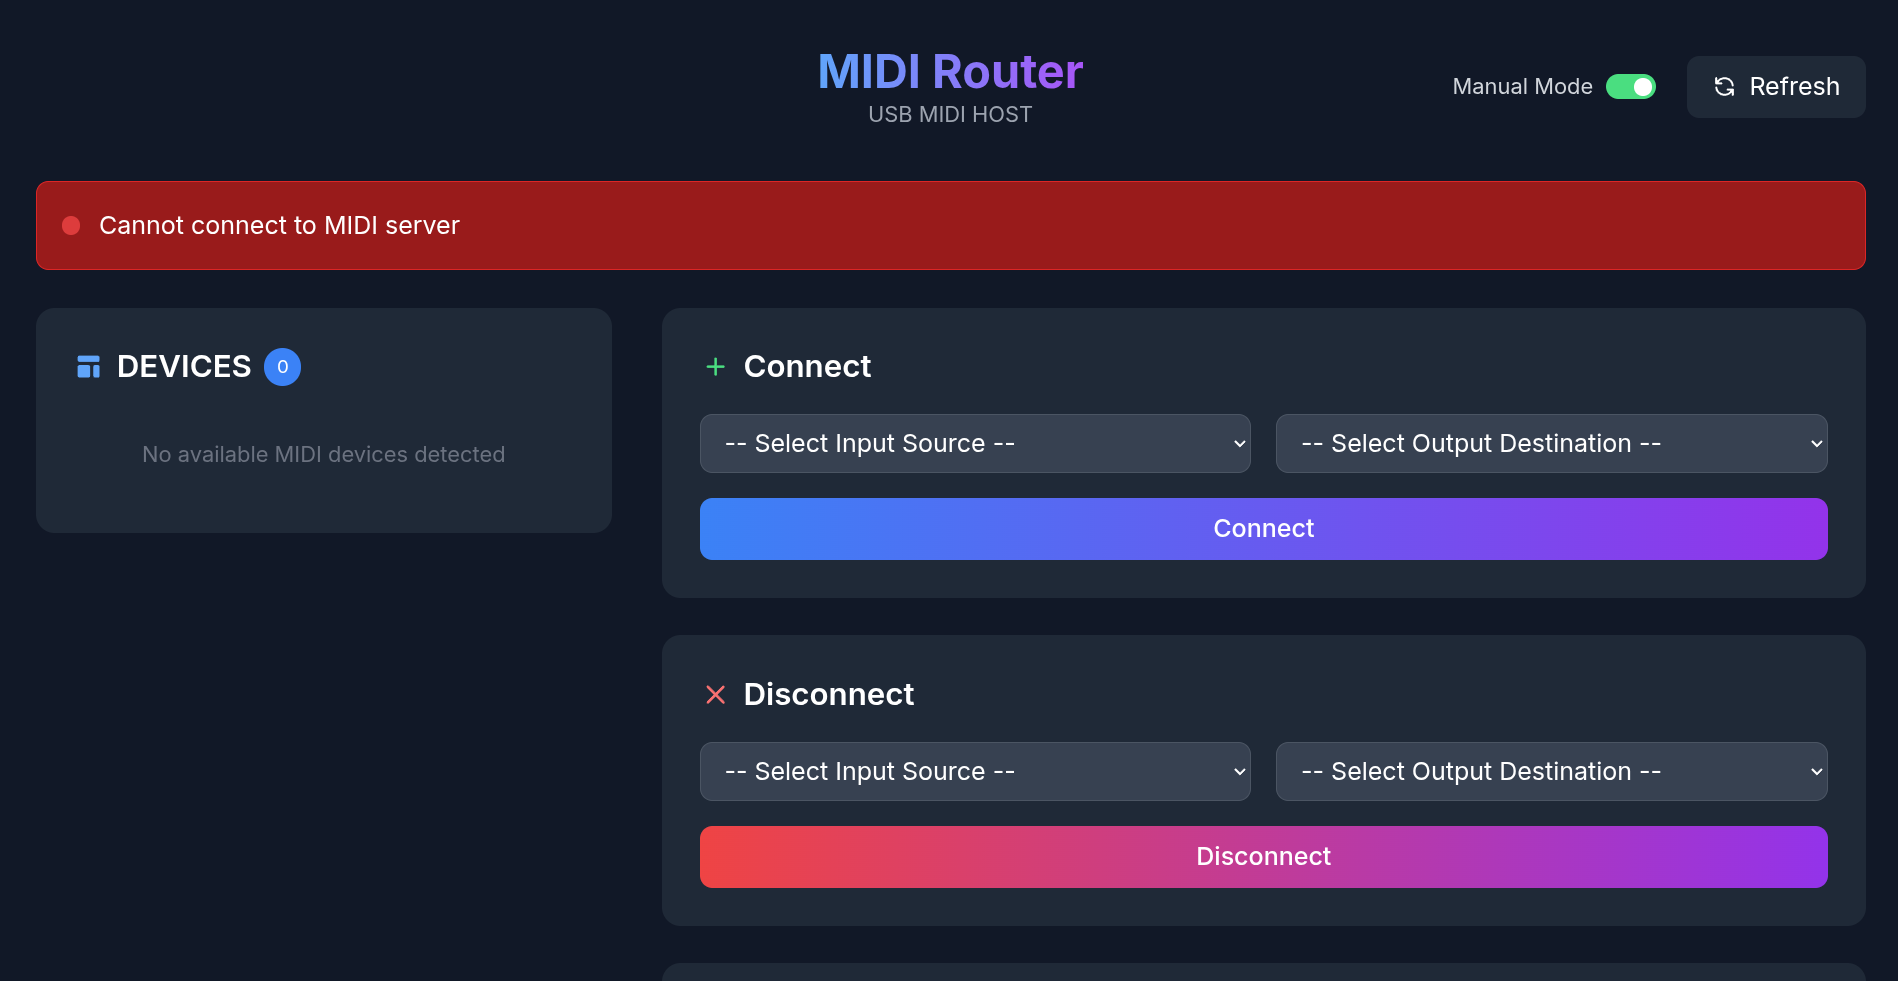 MIDI Router
USB MIDI HOST
Manual Mode
Refresh
Cannot connect to MIDI server
DEVICES 0
No available MIDI devices detected
Connect
-- Select Input Source --
-- Select Output Destination --
Connect
Disconnect
-- Select Input Source --
-- Select Output Destination --
Disconnect